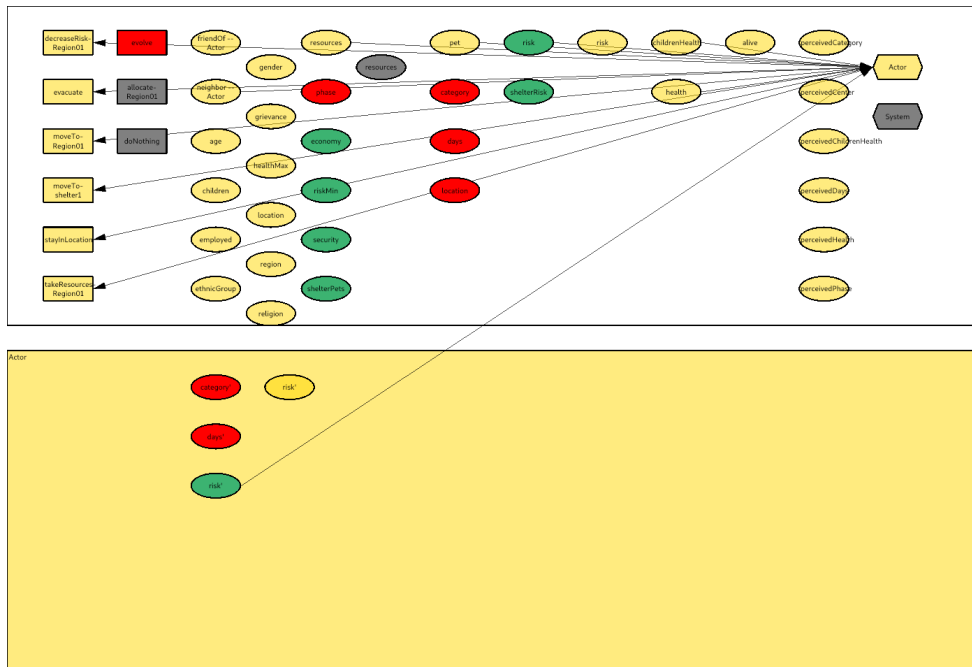 decreaseRisk-
Region01
evolve
friendOf --
Actor
resources
pet
risk
risk
childrenHealth
alive
perceivedCategory
gender
resources
Actor
evacuate
allocate-
Region01
neighbor --
Actor
phase
category
shelterRisk
health
perceivedCenter
grievance
System
moveTo-
Region01
doNothing
age
economy
days
perceivedChildrenHealth
healthMax
moveTo-
shelter1
children
riskMin
location
perceivedDays
location
stayInLocation
employed
security
perceivedHealth
region
takeResources-
Region01
ethnicGroup
shelterPets
perceivedPhase
religion
Actor
category'
risk'
days'
risk'